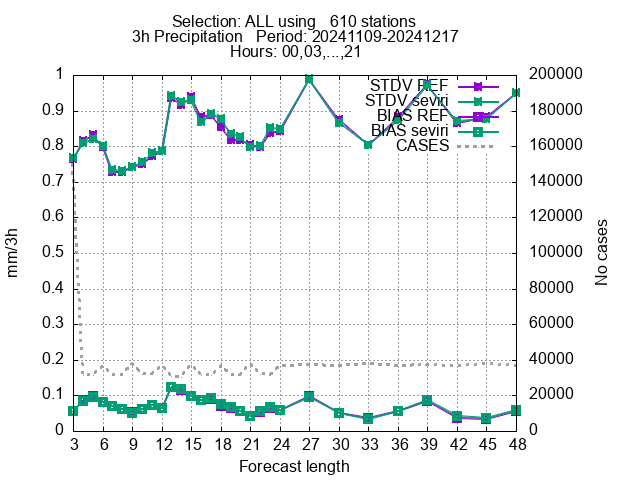 Selection: ALL using   610 stations
3h Precipitation   Period: 20241109-20241217
Hours: 00,03,...,21
STDV REF
STDV seviri
BIAS REF
BIAS seviri
CASES
1
0.9
0.8
0.7
0.6
0.5
0.4
0.3
0.2
0.1
0
mm/3h
200000
180000
160000
140000
120000
100000
80000
60000
40000
20000
0
No cases
3 6 9 12 15 18 21 24 27 30 33 36 39 42 45 48
Forecast length